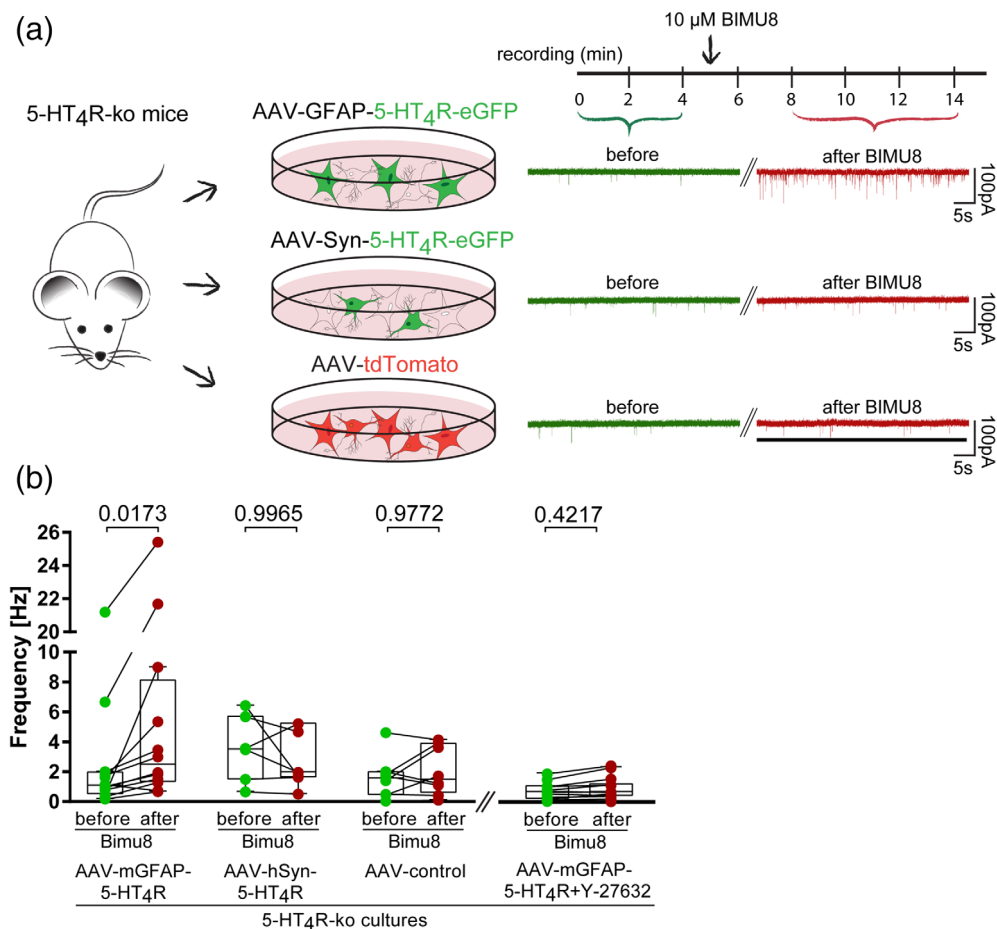 (a)
10 µM BIMU8
recording (min)
0 2 4 6 8 10 12 14
5-HT4R-ko mice
AAV-GFAP-5-HT4R-eGFP
before
after BIMU8
100pA
5s
AAV-Syn-5-HT4R-eGFP
before
after BIMU8
100pA
5s
AAV-tdTomato
before
after BIMU8
100pA
5s
(b)
0.0173 0.9965 0.9772 0.4217
Frequency [Hz]
26
24
22
20
10
8
6
4
2
0
before after before after before after before after
Bimu8 Bimu8 Bimu8 Bimu8
AAV-mGFAP-
5-HT4R
AAV-hSyn-
5-HT4R
AAV-control
AAV-mGFAP-
5-HT4R+Y-27632
5-HT4R-ko cultures